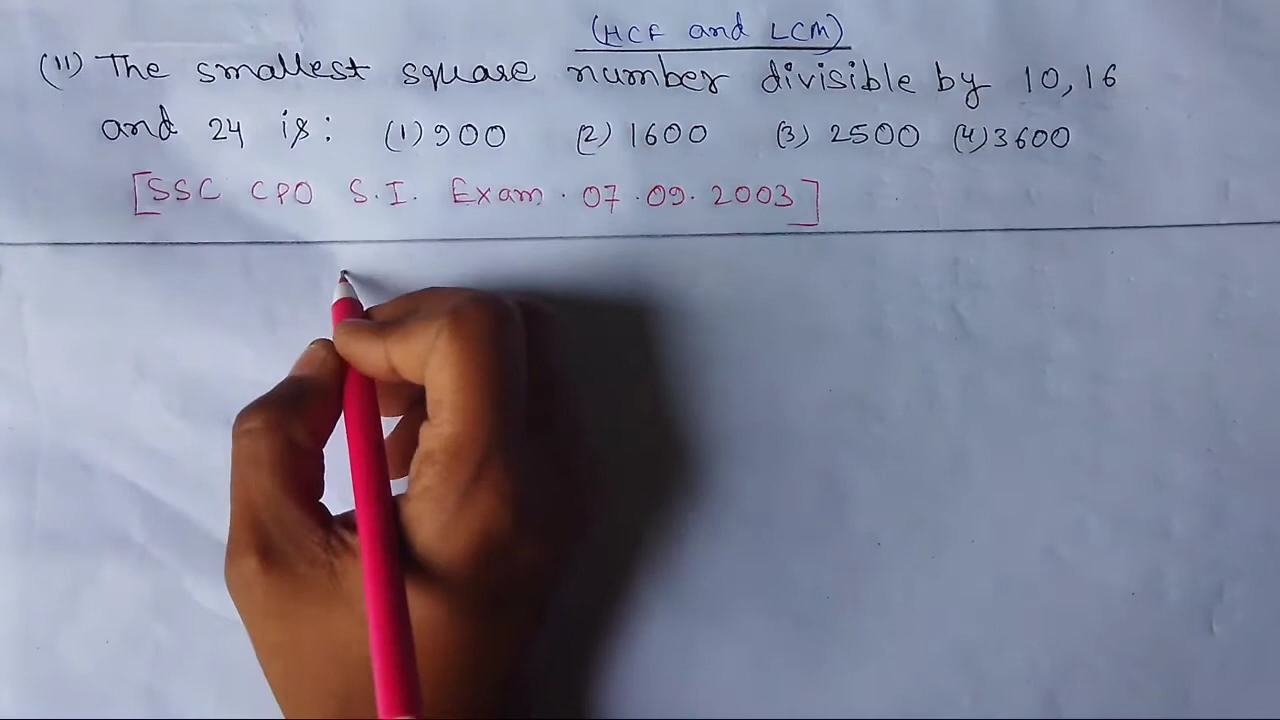 (HCF and LCM)
(11) The smallest square number divisible by 10, 16
and 24 is: (1) 900 (2) 1600 (3) 2500 (4) 3600
[SSC CPO S.I. Exam. 07.09.2003]